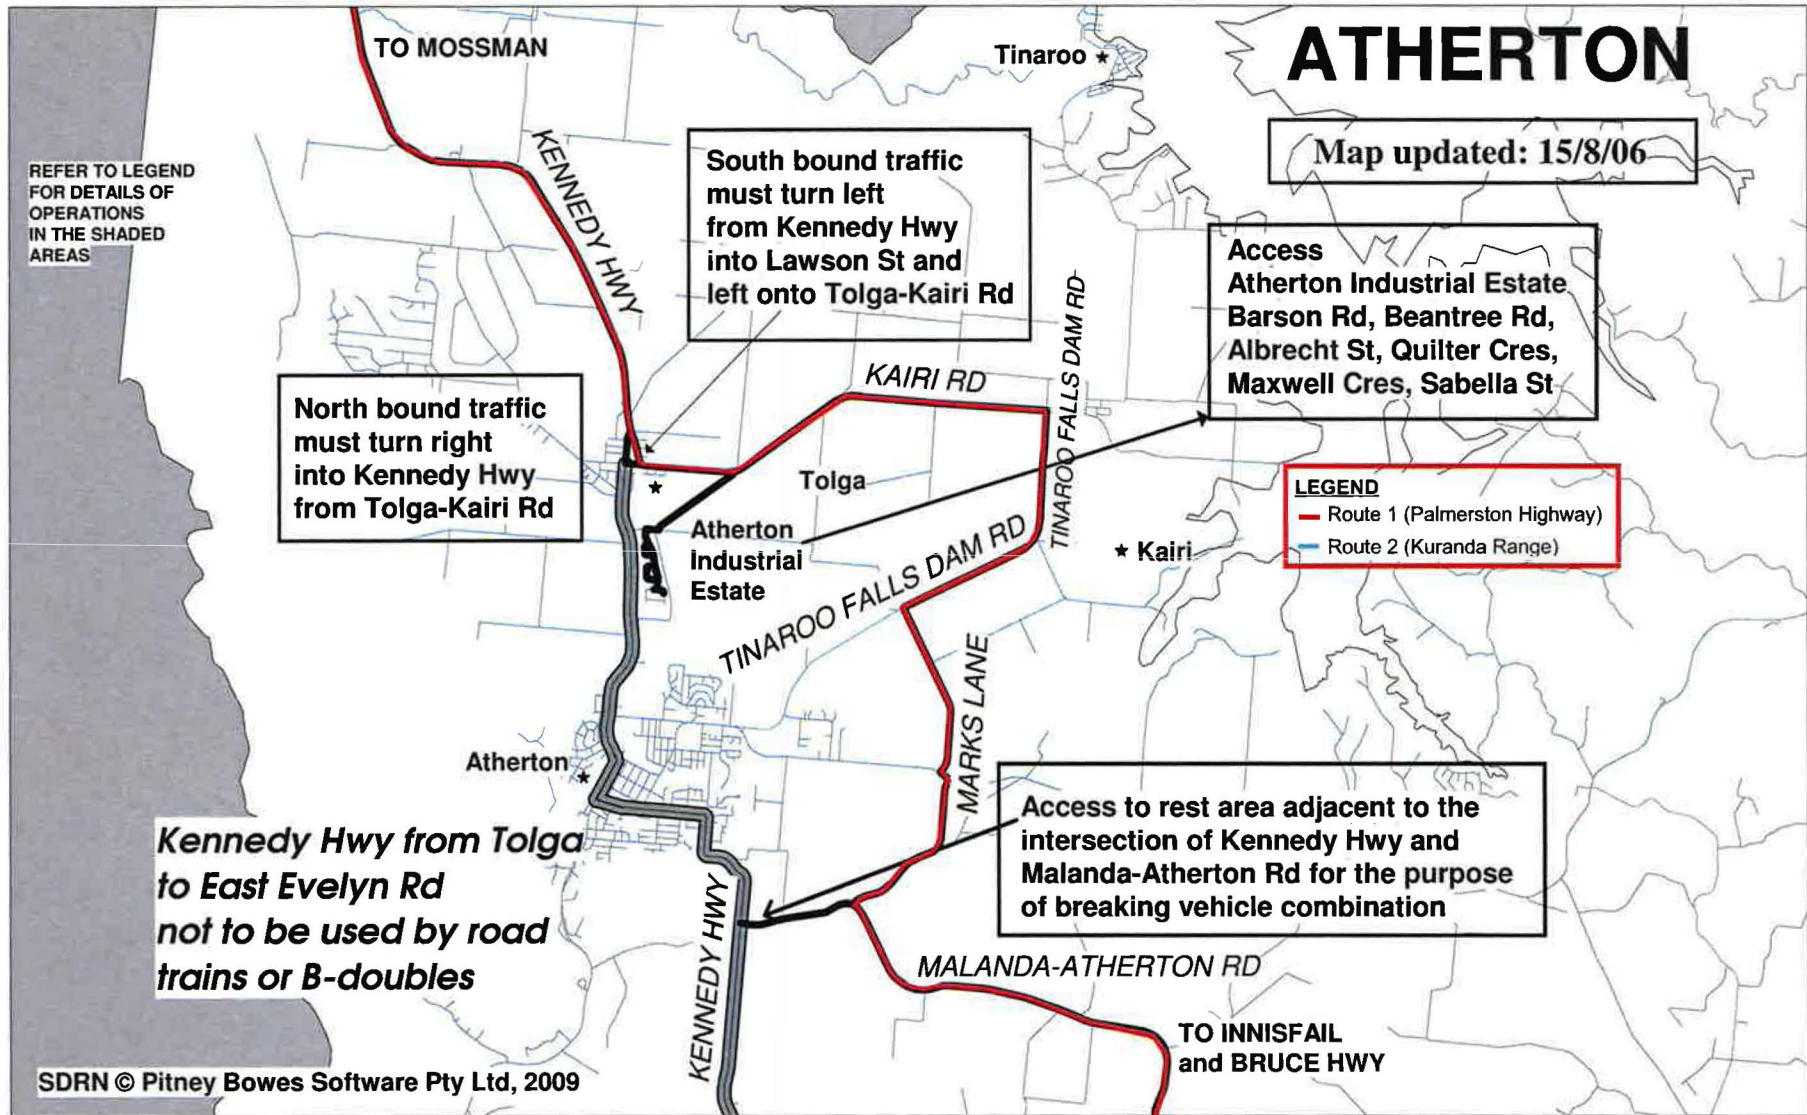 ATHERTON
Map updated: 15/8/06
TO MOSSMAN
Tinaroo
REFER TO LEGEND
FOR DETAILS OF
OPERATIONS
IN THE SHADED
AREAS
KENNEDY HWY
South bound traffic
must turn left
from Kennedy Hwy
into Lawson St and
left onto Tolga-Kairi Rd
Access
Atherton Industrial Estate
Barson Rd, Beantree Rd,
Albrecht St, Quilter Cres,
Maxwell Cres, Sabella St
North bound traffic
must turn right
into Kennedy Hwy
from Tolga-Kairi Rd
KAIRI RD
TINAROO FALLS DAM RD
Tolga
LEGEND
Route 1 (Palmerston Highway)
Route 2 (Kuranda Range)
Atherton
Industrial
Estate
Kairi
TINAROO FALLS DAM RD
MARKS LANE
Atherton
Access to rest area adjacent to the
intersection of Kennedy Hwy and
Malanda-Atherton Rd for the purpose
of breaking vehicle combination
Kennedy Hwy from Tolga
to East Evelyn Rd
not to be used by road
trains or B-doubles
KENNEDY HWY
MALANDA-ATHERTON RD
TO INNISFAIL
and BRUCE HWY
SDRN © Pitney Bowes Software Pty Ltd, 2009